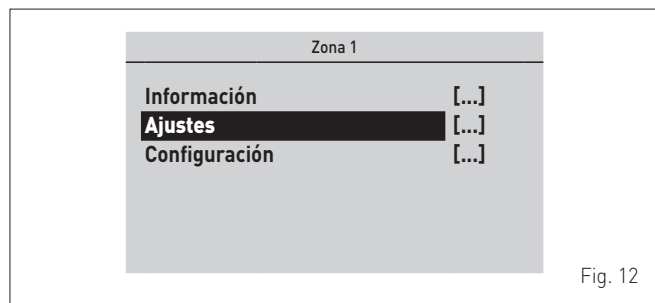 Zona 1
Información [...]
Ajustes [...]
Configuración [...]
Fig. 12